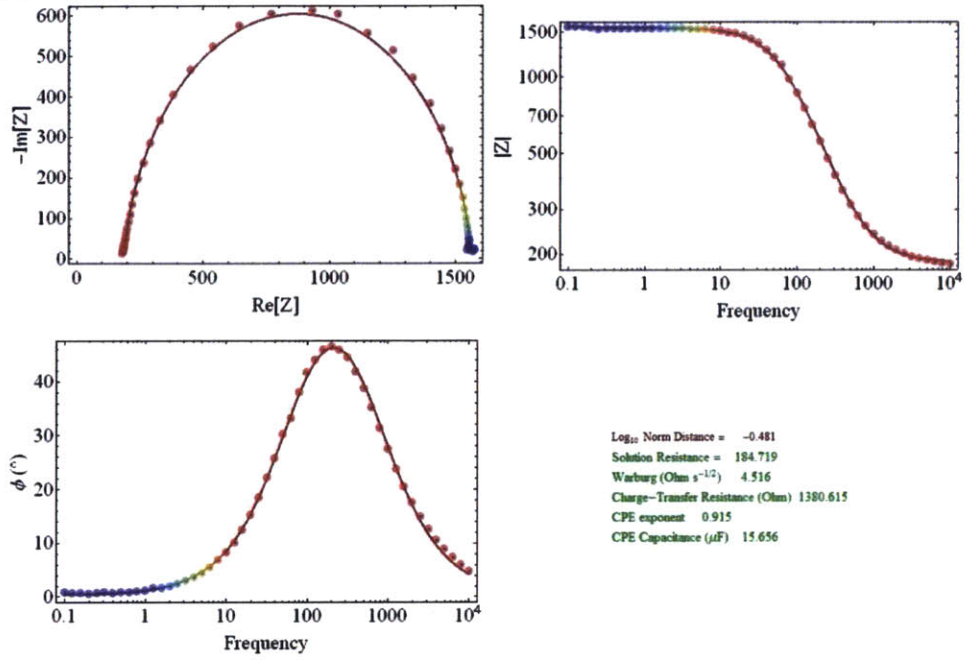 600
500
400
300
200
100
0
-Im[Z]
0 500 1000 1500
Re[Z]
1500
1000
700
500
300
200
|Z|
0.1 1 10 100 1000 10⁴
Frequency
40
30
20
10
0
ϕ (°)
0.1 1 10 100 1000 10⁴
Frequency
Log₁₀ Norm Distance = -0.481
Solution Resistance = 184.719
Warburg (Ohm s⁻¹/²) 4.516
Charge-Transfer Resistance (Ohm) 1380.615
CPE exponent 0.915
CPE Capacitance (μF) 15.656